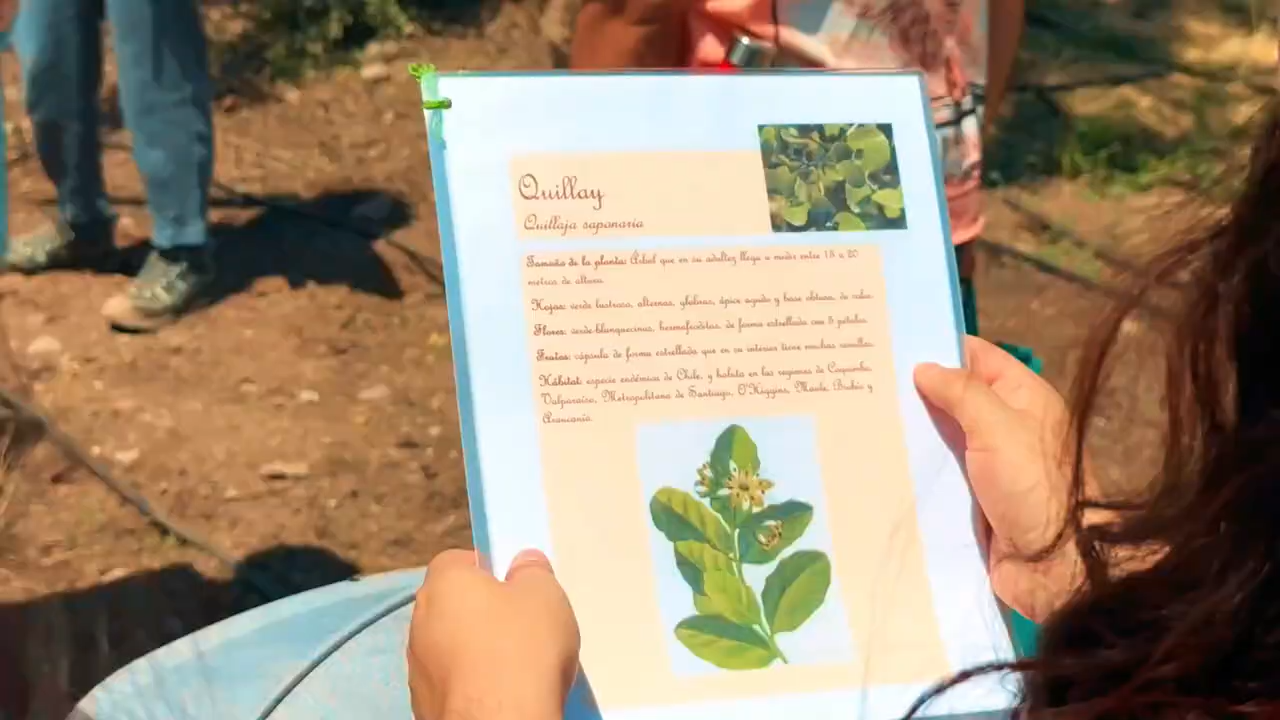 Quillay
Quillaja saponaria
Tamaño de la planta: Árbol que en su adultez llega a medir entre 15 a 20
metros de altura.
Hojas: verde lustroso, alternas, glabras, ápice agudo y base obtusa, de color
Flores: verde-blanquecinas, hermafroditas, de forma estrellada con 5 pétalos.
Frutos: cápsula de forma estrellada que en su interior tiene muchas semillas.
Hábitat: especie endémica de Chile, y habita en las regiones de Coquimbo,
Valparaíso, Metropolitana de Santiago, O'Higgins, Maule, Biobío y
Araucanía.